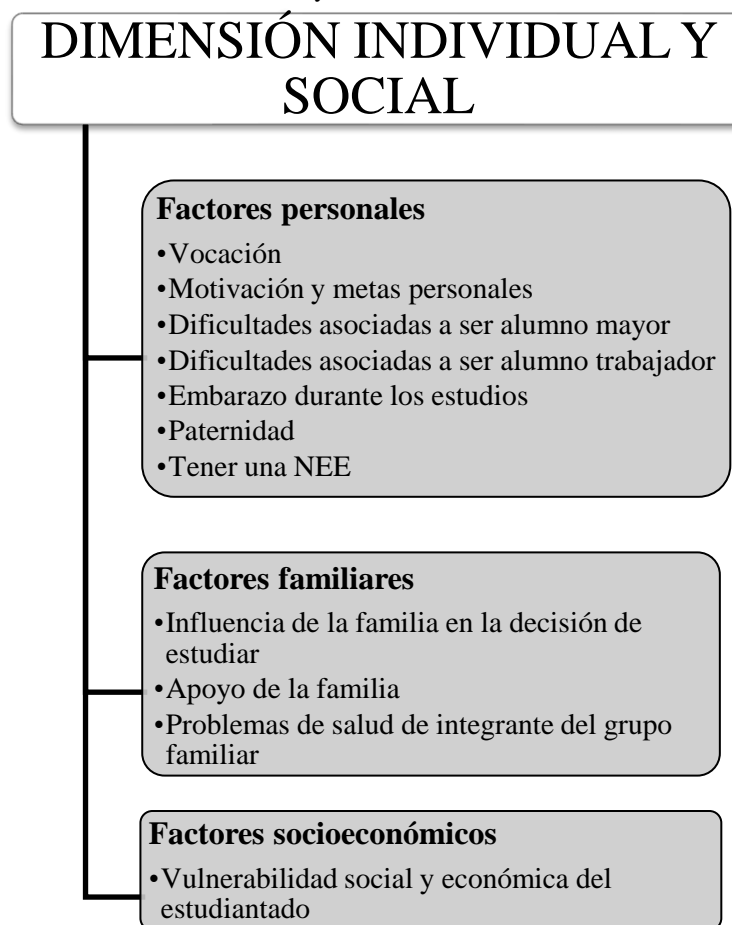 DIMENSIÓN INDIVIDUAL Y
SOCIAL
Factores personales
•Vocación
•Motivación y metas personales
•Dificultades asociadas a ser alumno mayor
•Dificultades asociadas a ser alumno trabajador
•Embarazo durante los estudios
•Paternidad
•Tener una NEE
Factores familiares
•Influencia de la familia en la decisión de
estudiar
•Apoyo de la familia
•Problemas de salud de integrante del grupo
familiar
Factores socioeconómicos
•Vulnerabilidad social y económica del
estudiantado